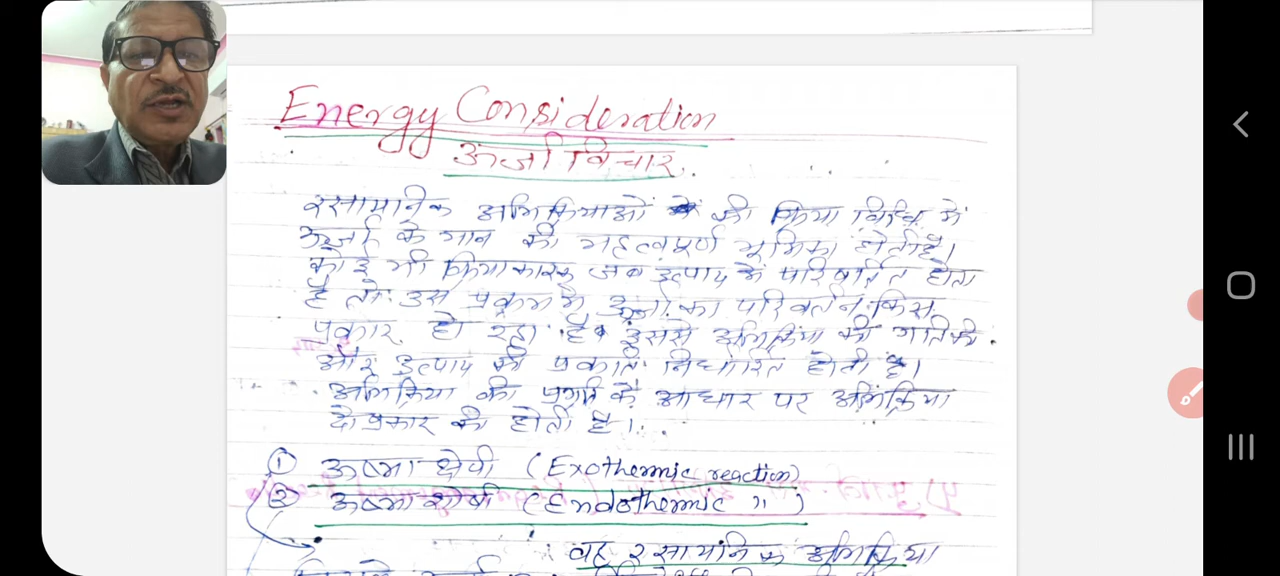 Energy Consideration
ऊर्जा विचार
रसायनिक अभिक्रियाओं की क्रिया विधि में
ऊर्जा के मान की महत्वपूर्ण भूमिका होती है।
कोई भी क्रियाकारक जब उत्पाद में परिवर्तित होता
है तो उस प्रक्रम में ऊर्जा का परिवर्तन किस
प्रकार हो रहा है इससे अभिक्रिया की गतिकी
और उत्पाद की प्रकृति निर्धारित होती है।
अभिक्रिया की प्रगति के आधार पर अभिक्रिया
दो प्रकार की होती है।
① ऊष्मा क्षेपी (Exothermic reaction)
② ऊष्मा शोषी (Endothermic ")
वह रसायनिक अभिक्रिया